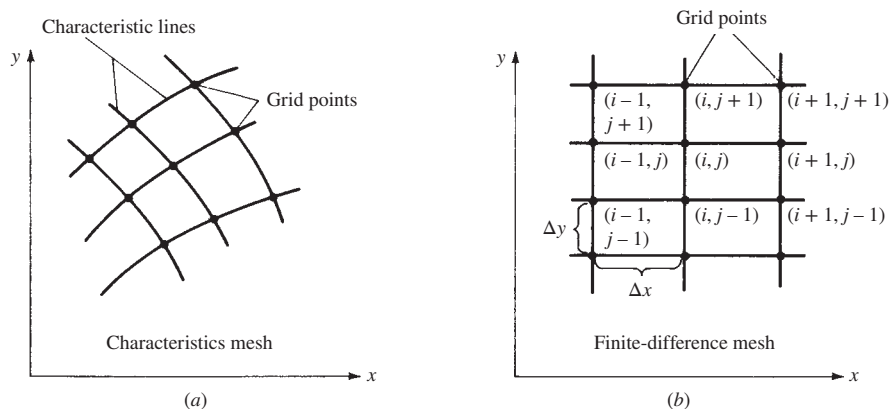 Characteristic lines
y
Grid points
Characteristics mesh
x
(a)
Grid points
y
(i – 1, j + 1)
(i, j + 1)
(i + 1, j + 1)
(i – 1, j)
(i, j)
(i + 1, j)
(i – 1, j – 1)
(i, j – 1)
(i + 1, j – 1)
Δy
Δx
Finite-difference mesh
x
(b)